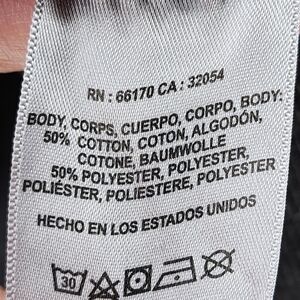 RN : 66170 CA : 32054
BODY, CORPS, CUERPO, CORPO, BODY:
50% COTTON, COTON, ALGODÓN,
COTONE, BAUMWOLLE
50% POLYESTER, POLYESTER,
POLIÉSTER, POLIESTERE, POLYESTER
HECHO EN LOS ESTADOS UNIDOS
30